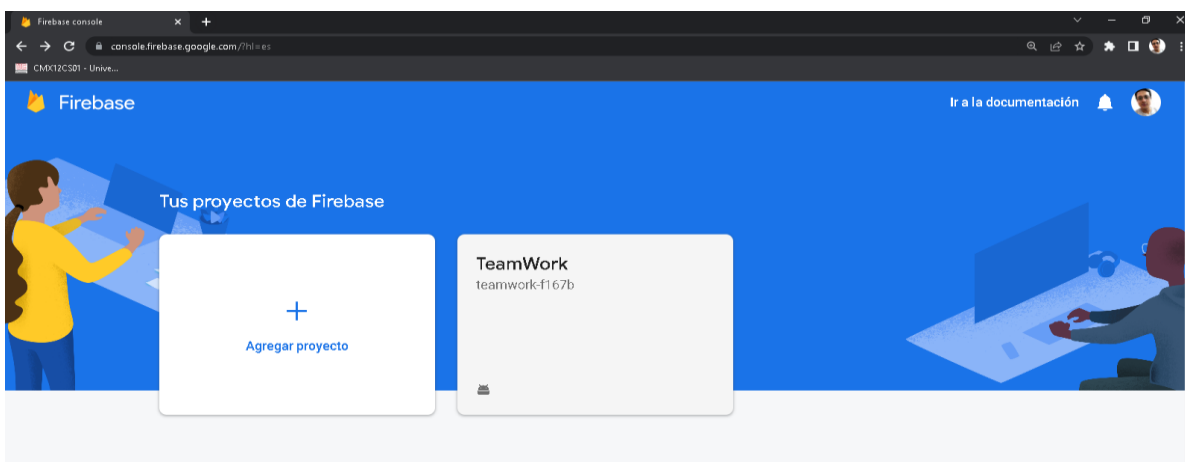 Firebase console
console.firebase.google.com/?hl=es
CMX12CS01 - Unive...
Firebase
Ir a la documentación
Tus proyectos de Firebase
Agregar proyecto
TeamWork
teamwork-f167b